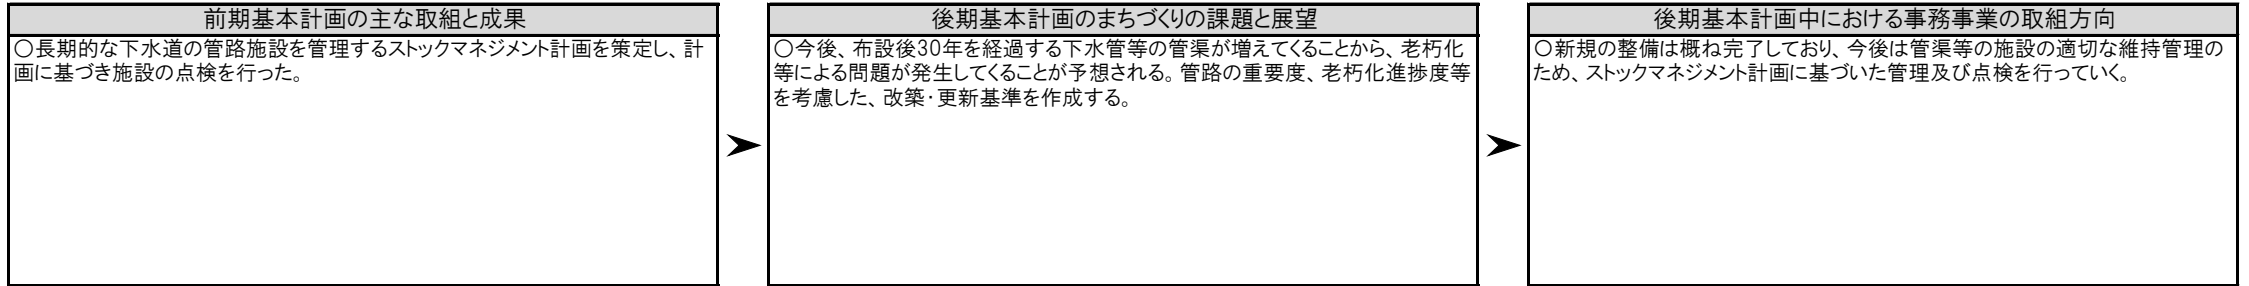 前期基本計画の主な取組と成果
〇長期的な下水道の管路施設を管理するストックマネジメント計画を策定し、計
画に基づき施設の点検を行った。
後期基本計画のまちづくりの課題と展望
〇今後、布設後30年を経過する下水管等の管渠が増えてくることから、老朽化
等による問題が発生してくることが予想される。管路の重要度、老朽化進捗度等
を考慮した、改築・更新基準を作成する。
後期基本計画中における事務事業の取組方向
〇新規の整備は概ね完了しており、今後は管渠等の施設の適切な維持管理の
ため、ストックマネジメント計画に基づいた管理及び点検を行っていく。